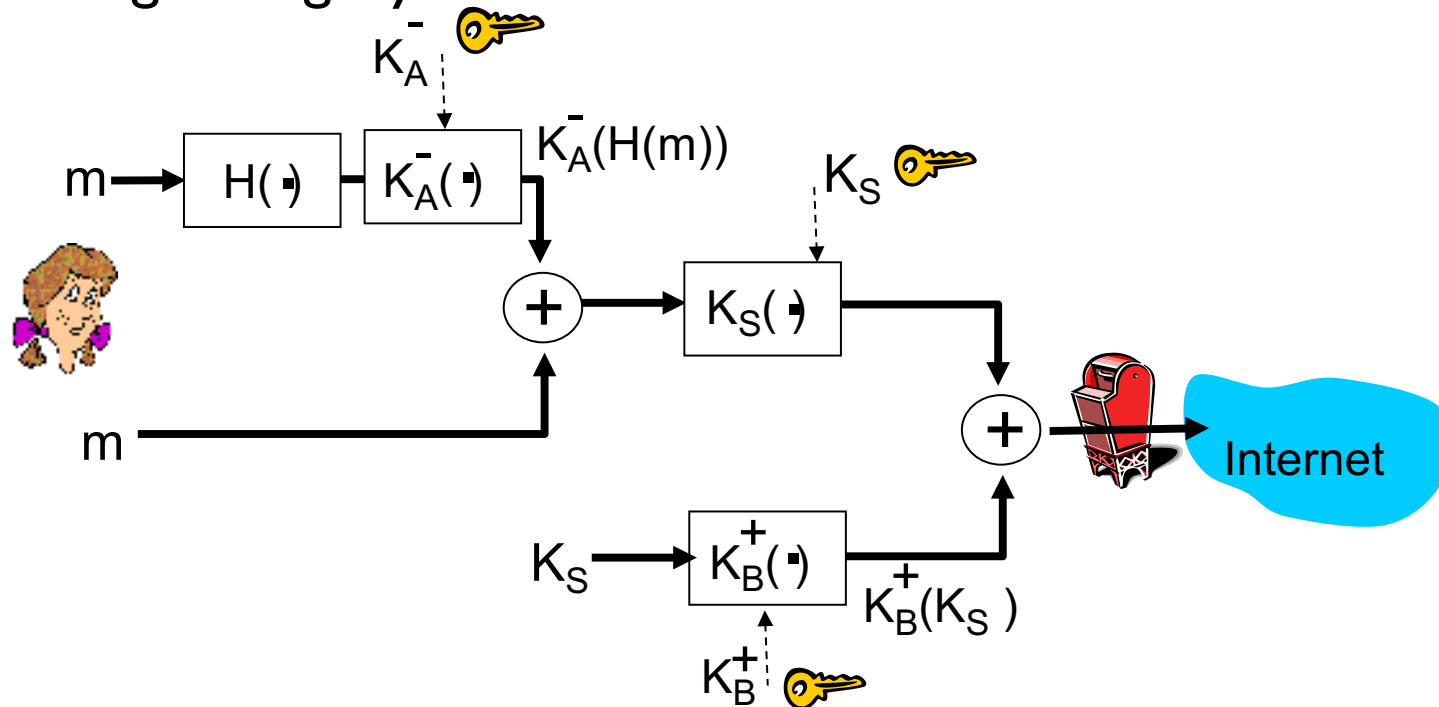 K_A^-
K_A^-(H(m))
m
H(·)
K_A^-(·)
K_S
K_S(·)
+
m
+
Internet
K_S
K_B^+(·)
K_B^+(K_S )
K_B^+